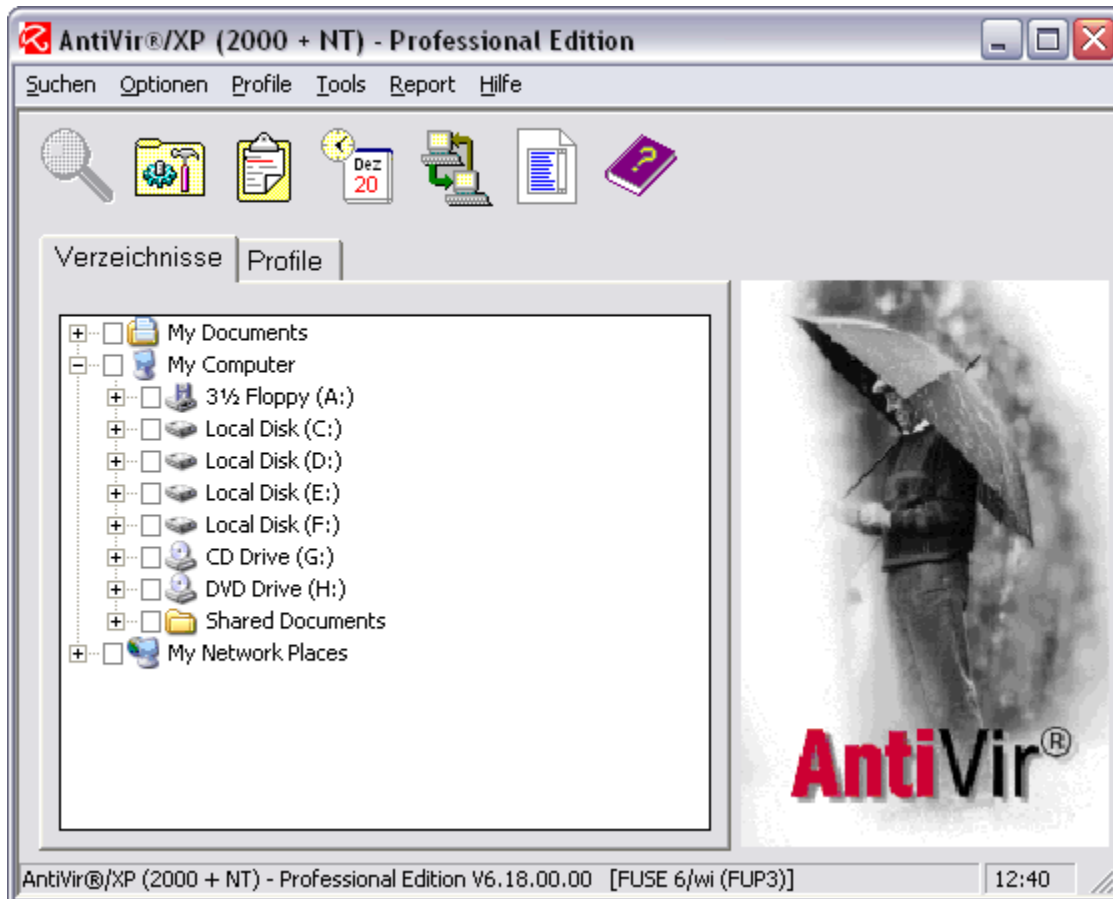 AntiVir®/XP (2000 + NT) - Professional Edition
Suchen Optionen Profile Tools Report Hilfe
Dez
20
?
Verzeichnisse Profile
My Documents
My Computer
3½ Floppy (A:)
Local Disk (C:)
Local Disk (D:)
Local Disk (E:)
Local Disk (F:)
CD Drive (G:)
DVD Drive (H:)
Shared Documents
My Network Places
AntiVir®
AntiVir®/XP (2000 + NT) - Professional Edition V6.18.00.00 [FUSE 6/wi (FUP3)] 12:40